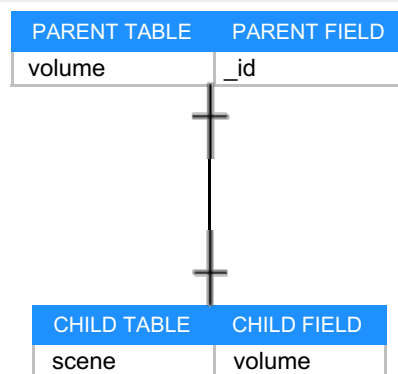 PARENT TABLE PARENT FIELD
volume _id
CHILD TABLE CHILD FIELD
scene volume